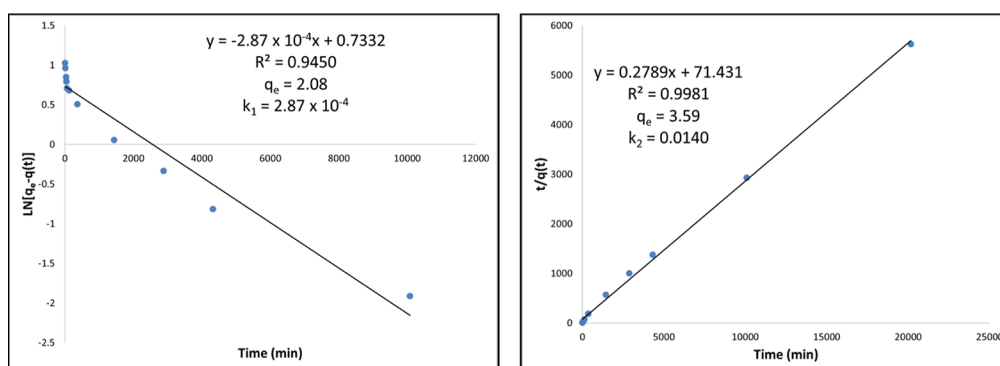 1.5
1
0.5
0
-0.5
-1
-1.5
-2
-2.5
LN[qe-q(t)]
y = -2.87 x 10⁻⁴x + 0.7332
R² = 0.9450
qₑ = 2.08
k₁ = 2.87 x 10⁻⁴
0 2000 4000 6000 8000 10000 12000
Time (min)
6000
5000
4000
3000
2000
1000
0
t/q(t)
y = 0.2789x + 71.431
R² = 0.9981
qₑ = 3.59
k₂ = 0.0140
0 5000 10000 15000 20000 25000
Time (min)